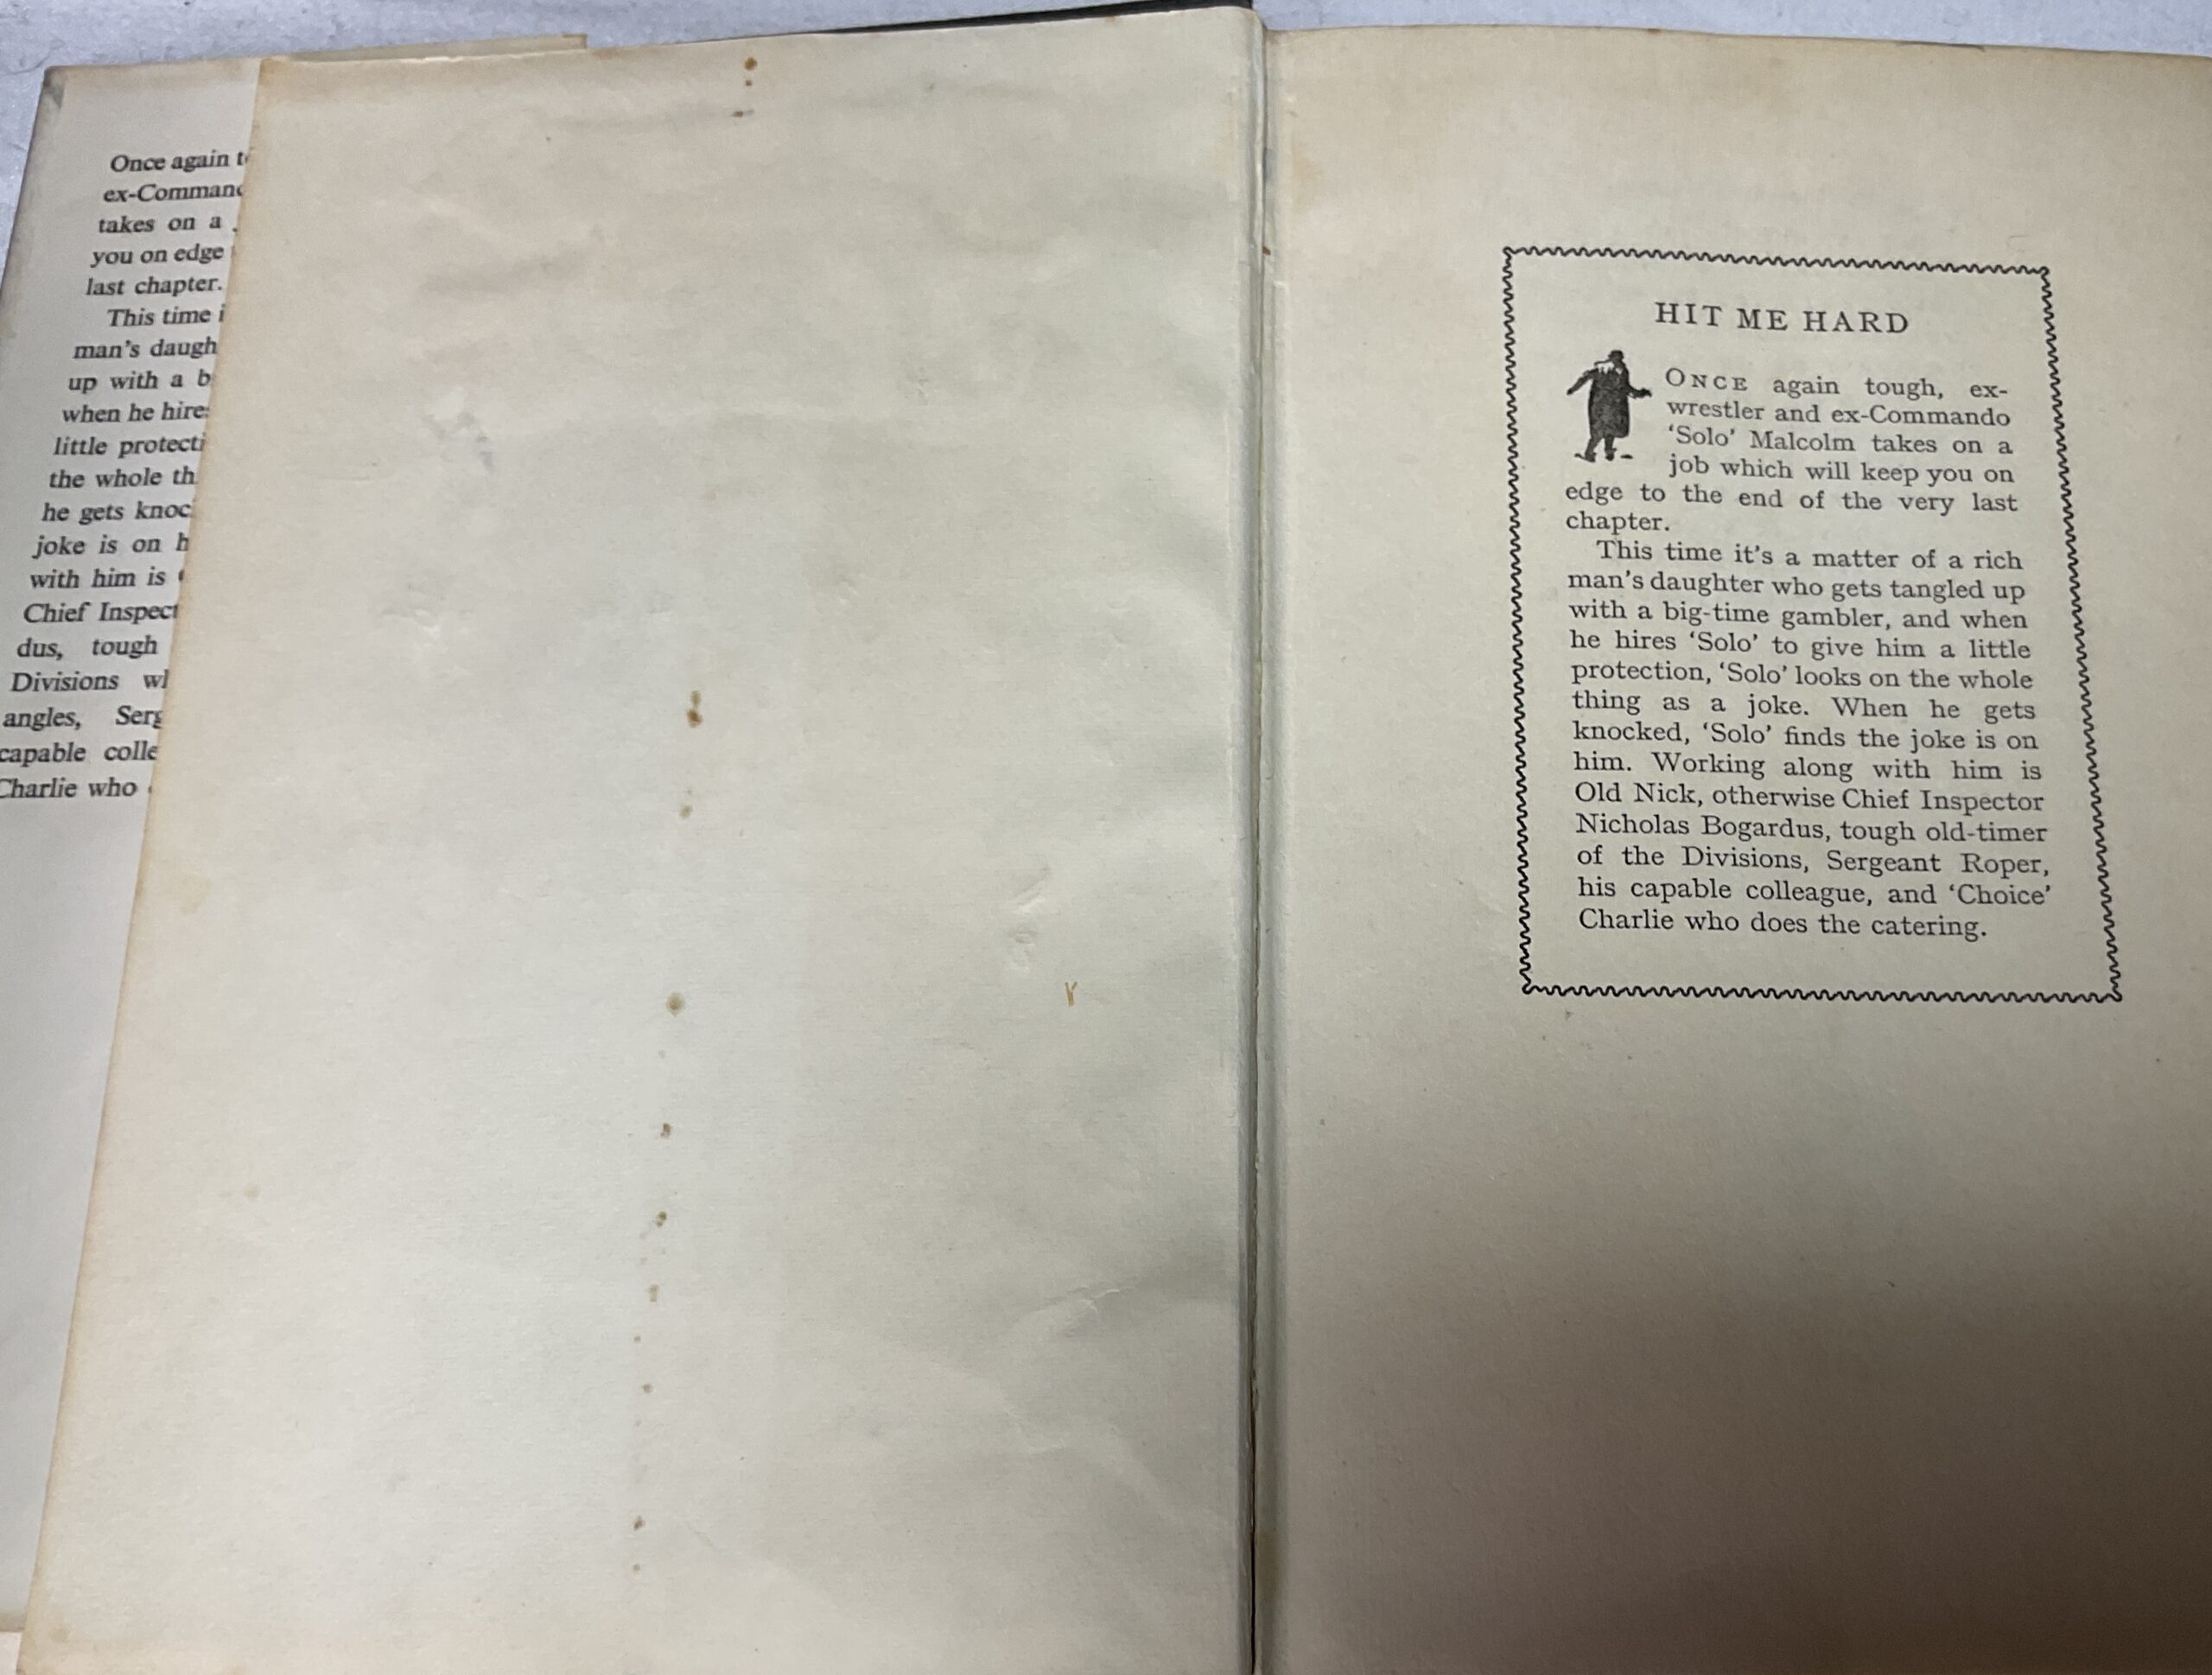 Once again
ex-Comman
takes on a
you on edge
last chapter.
This time i
man's daugh
up with a b
when he hires
little protecti
the whole th
he gets knoc
joke is on h
with him is
Chief Inspect
dus, tough
Divisions wh
angles, Serg
capable colle
Charlie who
HIT ME HARD
ONCE again tough, ex-
wrestler and ex-Commando
‘Solo’ Malcolm takes on a
job which will keep you on
edge to the end of the very last
chapter.
This time it’s a matter of a rich
man’s daughter who gets tangled up
with a big-time gambler, and when
he hires ‘Solo’ to give him a little
protection, ‘Solo’ looks on the whole
thing as a joke. When he gets
knocked, ‘Solo’ finds the joke is on
him. Working along with him is
Old Nick, otherwise Chief Inspector
Nicholas Bogardus, tough old-timer
of the Divisions, Sergeant Roper,
his capable colleague, and ‘Choice’
Charlie who does the catering.